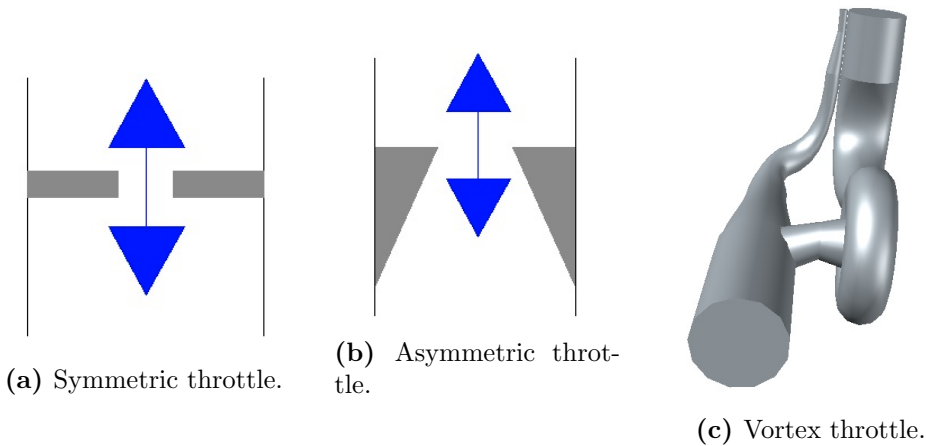 (a) Symmetric throttle.
(b) Asymmetric throt-
tle.
(c) Vortex throttle.